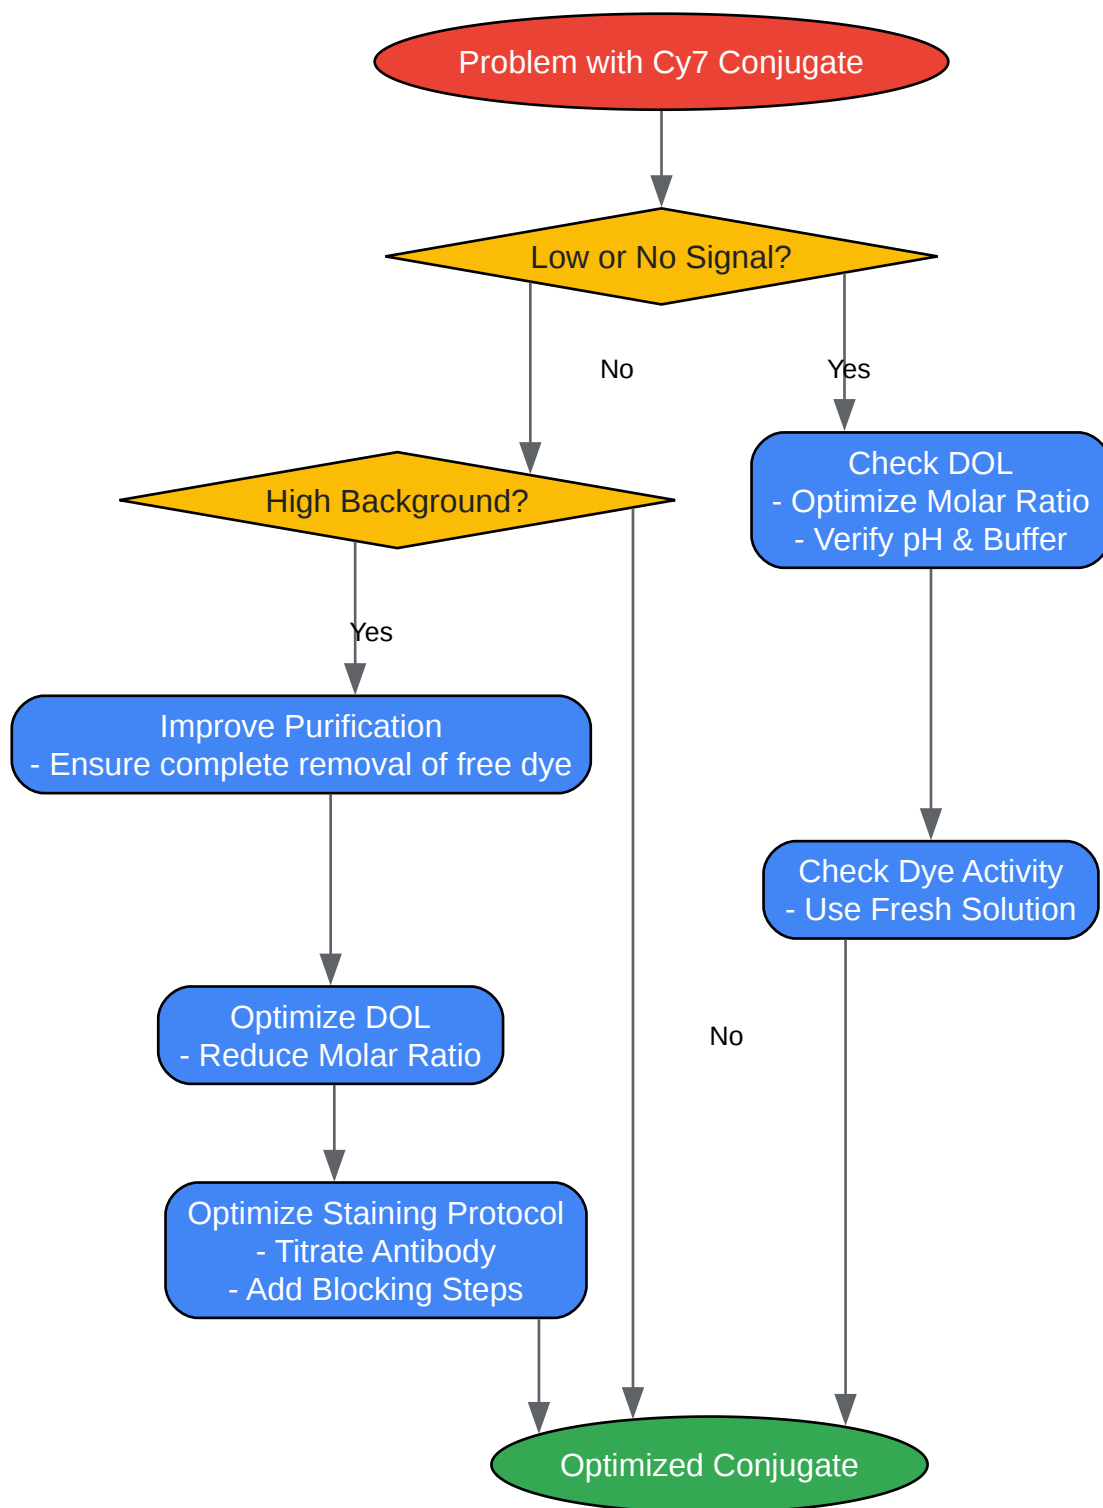 Problem with Cy7 Conjugate
Low or No Signal?
No
Yes
High Background?
Check DOL
- Optimize Molar Ratio
- Verify pH & Buffer
Yes
Improve Purification
- Ensure complete removal of free dye
Check Dye Activity
- Use Fresh Solution
Optimize DOL
- Reduce Molar Ratio
No
Optimize Staining Protocol
- Titrate Antibody
- Add Blocking Steps
Optimized Conjugate